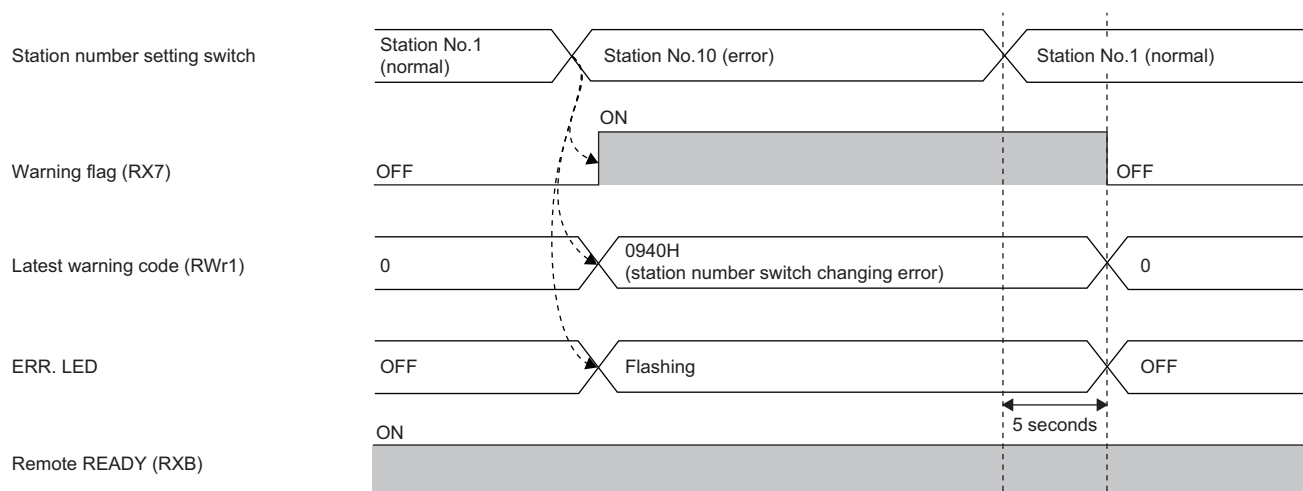 Station number setting switch
Station No.1
(normal)
Station No.10 (error)
Station No.1 (normal)
ON
Warning flag (RX7)
OFF
OFF
Latest warning code (RWr1)
0
0940H
(station number switch changing error)
0
ERR. LED
OFF
Flashing
OFF
5 seconds
ON
Remote READY (RXB)